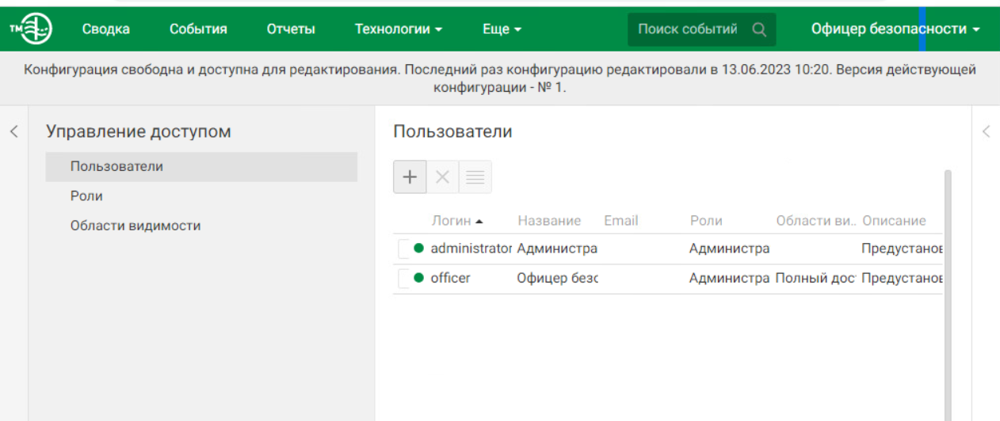 ТМ
Сводка События Отчеты Технологии Еще Поиск событий Офицер безопасности
Конфигурация свободна и доступна для редактирования. Последний раз конфигурацию редактировали в 13.06.2023 10:20. Версия действующей
конфигурации - № 1.
Управление доступом
Пользователи
Роли
Области видимости
Пользователи
Логин Название Email Роли Области ви.. Описание
administrator Администра Администра Предустанов
officer Офицер безо Администра Полный дос Предустанов